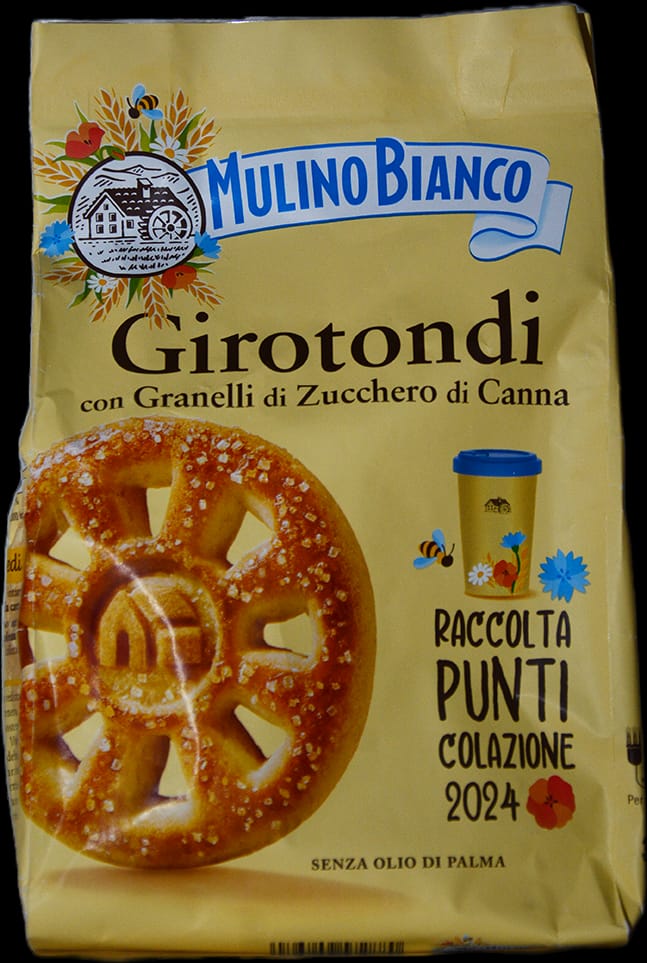 MULINO BIANCO
Girotondi
con Granelli di Zucchero di Canna
RACCOLTA
PUNTI
COLAZIONE
2024
SENZA OLIO DI PALMA